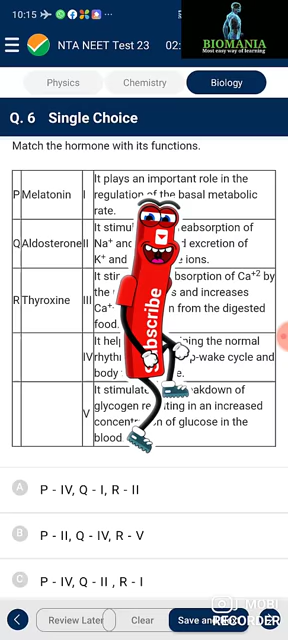 10:15
02:
BIOMANIA
Most easy way of learning
NTA NEET Test 23
Physics
Chemistry
Biology
Q. 6 Single Choice
Match the hormone with its functions.
P Melatonin I It plays an important role in the
regulation of the basal metabolic
rate.
Q Aldosterone II It eabsorption of
Na+ and d excretion of
K+ and e ions.
R Thyroxine III It bsorption of Ca+2 by
the s and increases
Ca+ n from the digested
food.
IV It ing the normal
p-wake cycle and
body
V It stimulate akdown of
glycogen ting in an increased
n of glucose in the
blood
Subscribe
A P - IV, Q - I, R - II
B P - II, Q - IV, R - V
C P - IV, Q - II , R - I
Review Later
Clear
Save and
MOBI
RECORDER